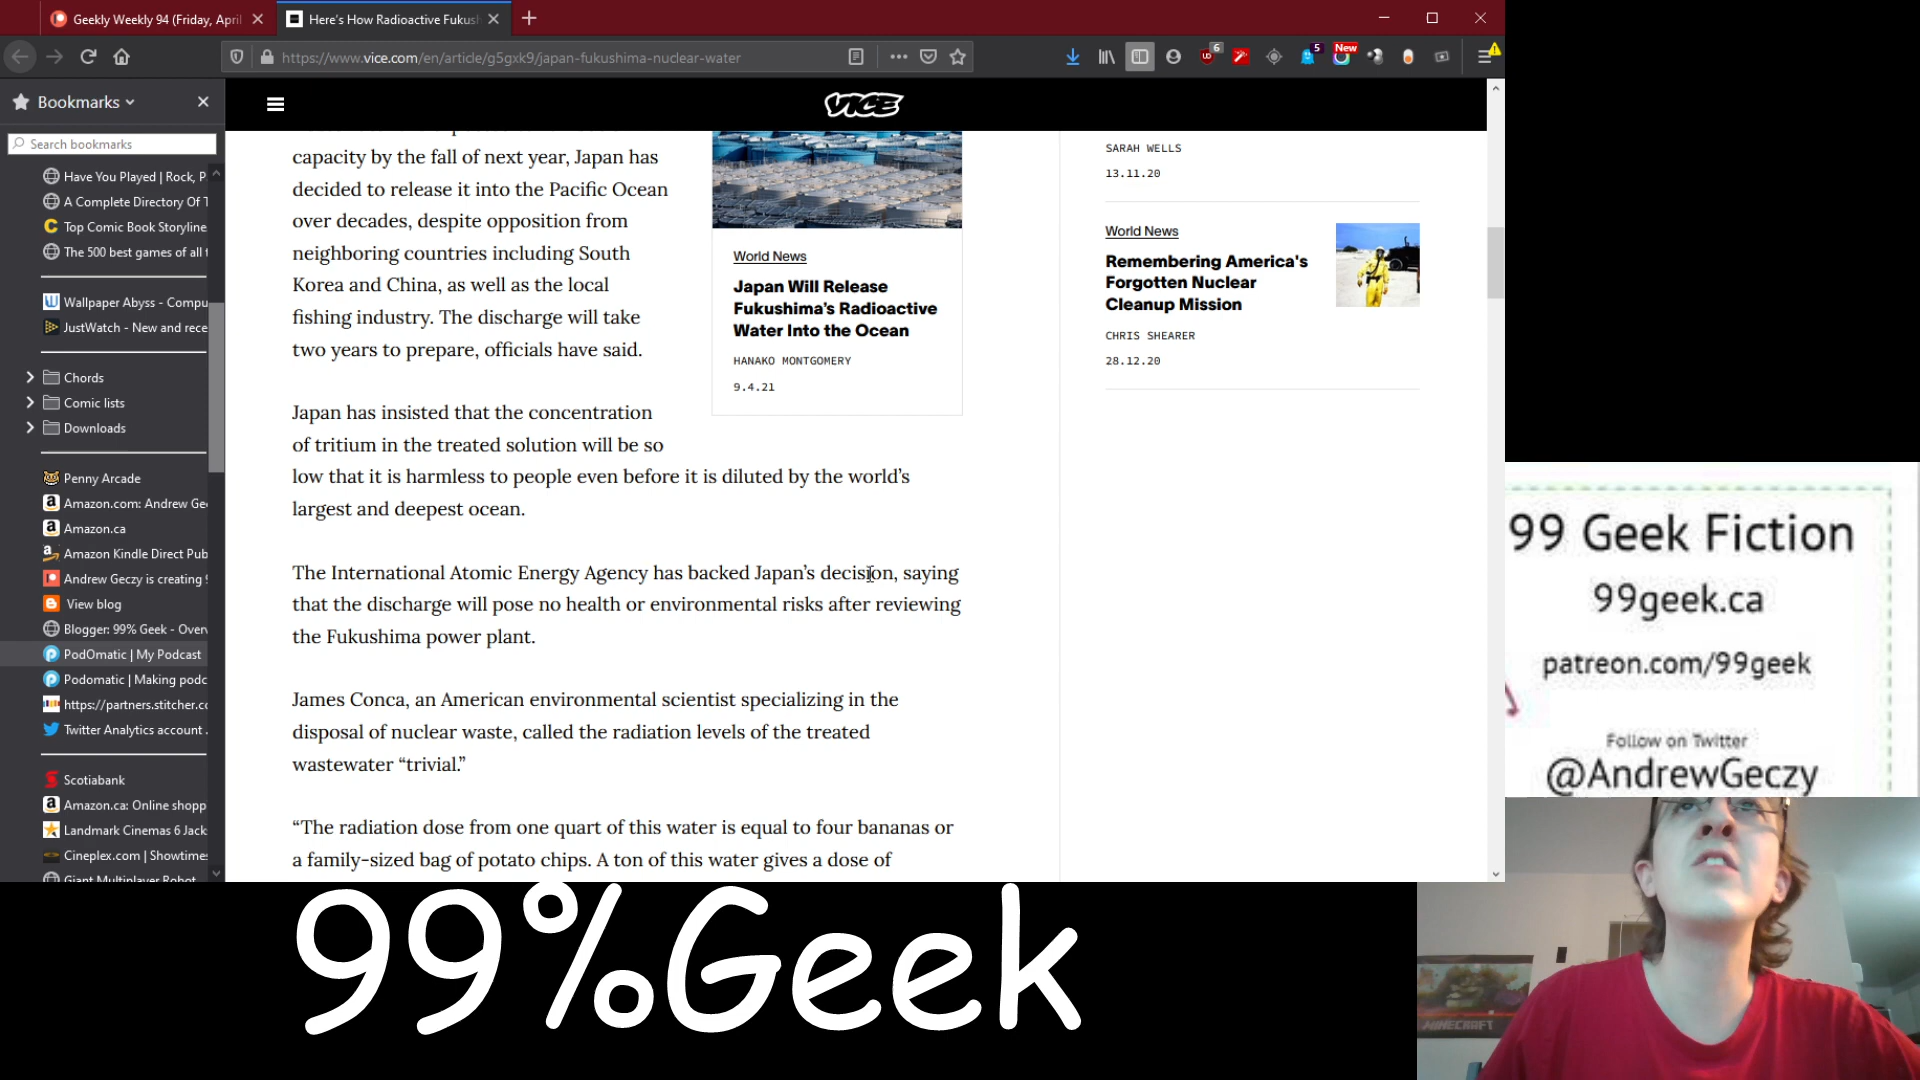 Geekly Weekly 94 (Friday, April
Here's How Radioactive Fukush
https://www.vice.com/en/article/g5gxk9/japan-fukushima-nuclear-water
6
5
New
Bookmarks
Search bookmarks
Have You Played | Rock, P
A Complete Directory Of T
Top Comic Book Storyline
The 500 best games of all t
Wallpaper Abyss - Compu
JustWatch - New and rece
Chords
Comic lists
Downloads
Penny Arcade
Amazon.com: Andrew Ge
Amazon.ca
Amazon Kindle Direct Pub
Andrew Geczy is creating 9
View blog
Blogger: 99% Geek - Over
PodOmatic | My Podcast
Podomatic | Making podc
https://partners.stitcher.co
Twitter Analytics account
Scotiabank
Amazon.ca: Online shopp
Landmark Cinemas 6 Jack
Cineplex.com | Showtimes
Giant Multiplayer Robot
VICE
capacity by the fall of next year, Japan has
decided to release it into the Pacific Ocean
over decades, despite opposition from
neighboring countries including South
Korea and China, as well as the local
fishing industry. The discharge will take
two years to prepare, officials have said.
Japan has insisted that the concentration
of tritium in the treated solution will be so
low that it is harmless to people even before it is diluted by the world's
largest and deepest ocean.
The International Atomic Energy Agency has backed Japan's decision, saying
that the discharge will pose no health or environmental risks after reviewing
the Fukushima power plant.
James Conca, an American environmental scientist specializing in the
disposal of nuclear waste, called the radiation levels of the treated
wastewater “trivial.”
“The radiation dose from one quart of this water is equal to four bananas or
a family-sized bag of potato chips. A ton of this water gives a dose of
World News
Japan Will Release
Fukushima's Radioactive
Water Into the Ocean
HANAKO MONTGOMERY
9.4.21
SARAH WELLS
13.11.20
World News
Remembering America's
Forgotten Nuclear
Cleanup Mission
CHRIS SHEARER
28.12.20
99 Geek Fiction
99geek.ca
patreon.com/99geek
Follow on Twitter
@AndrewGeczy
MINECRAFT
99%Geek